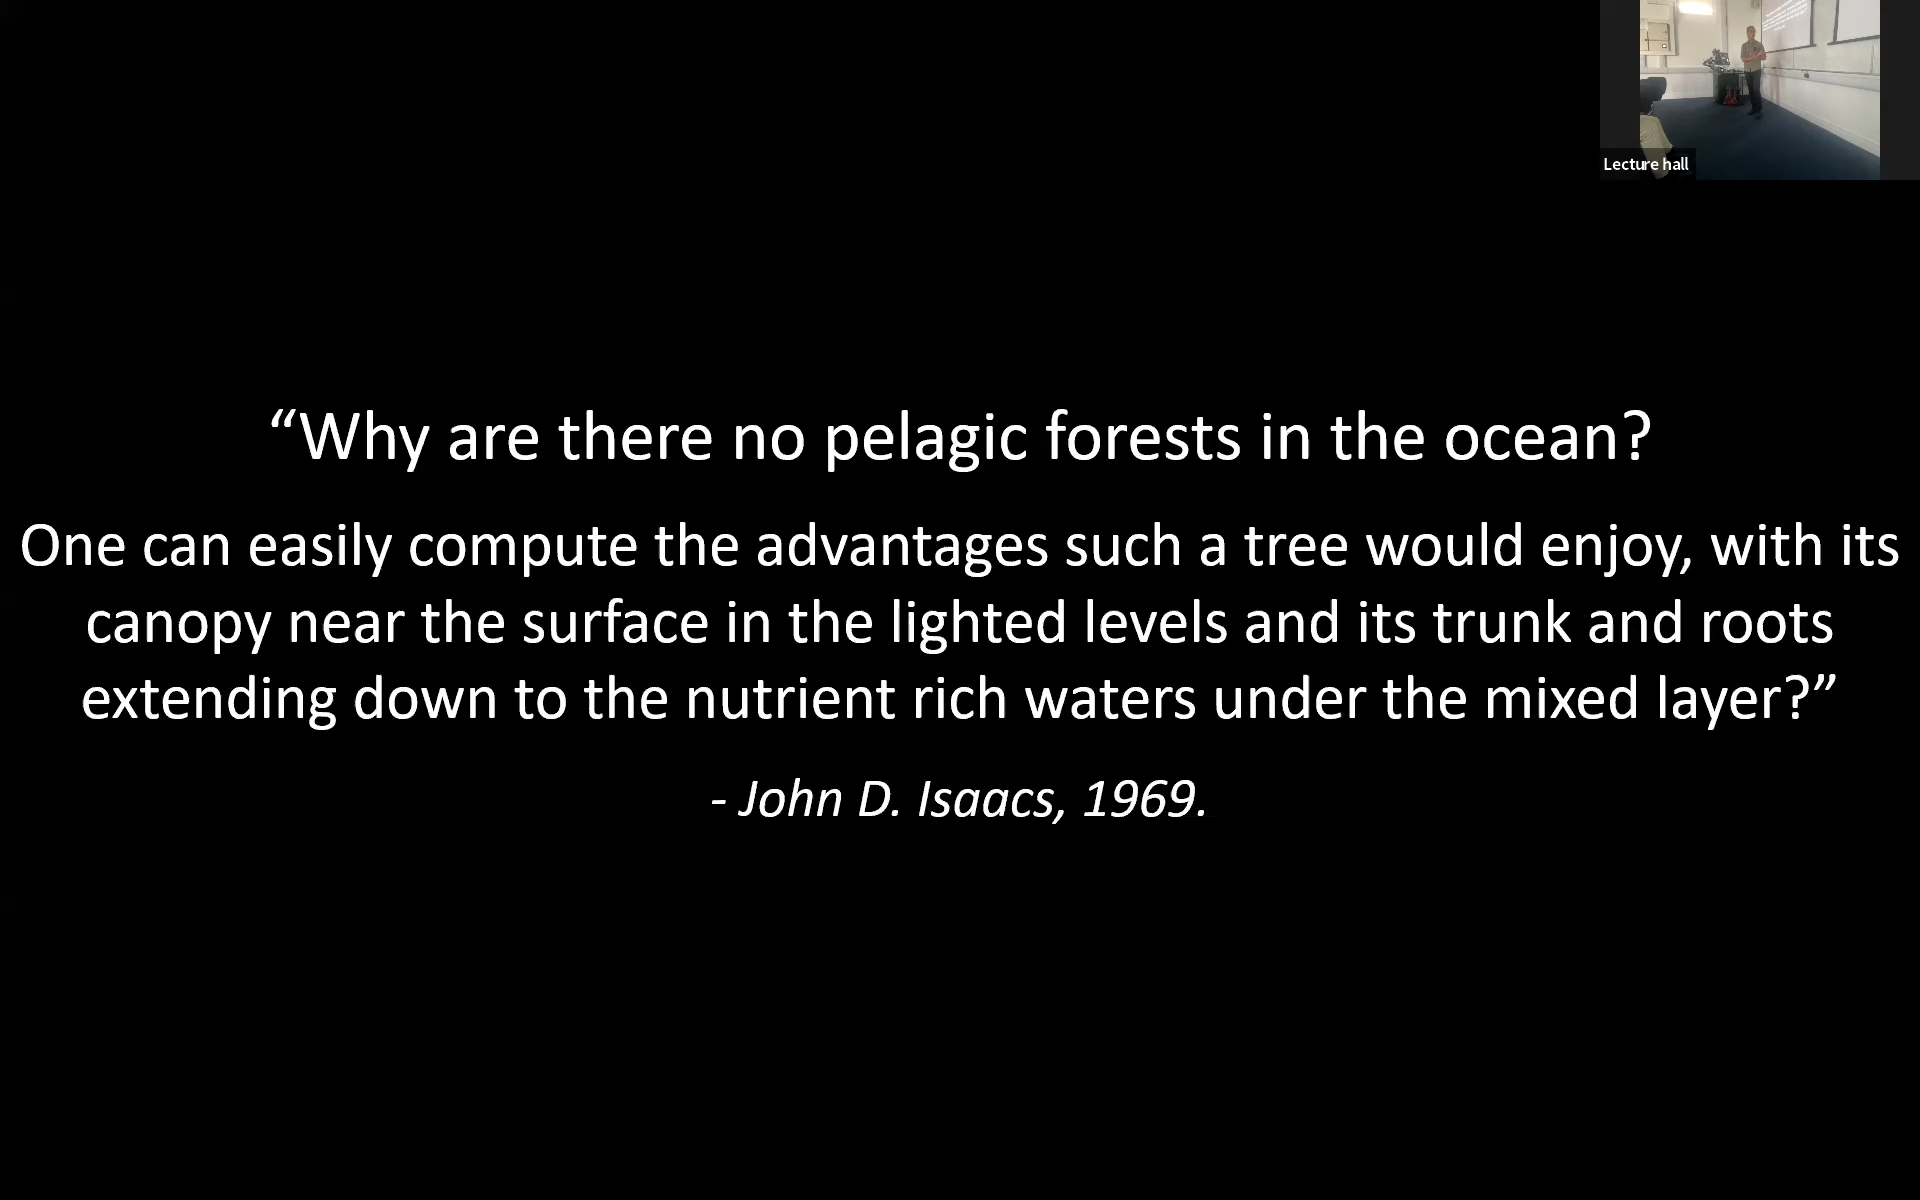 Lecture hall
“Why are there no pelagic forests in the ocean?
One can easily compute the advantages such a tree would enjoy, with its
canopy near the surface in the lighted levels and its trunk and roots
extending down to the nutrient rich waters under the mixed layer?”
- John D. Isaacs, 1969.